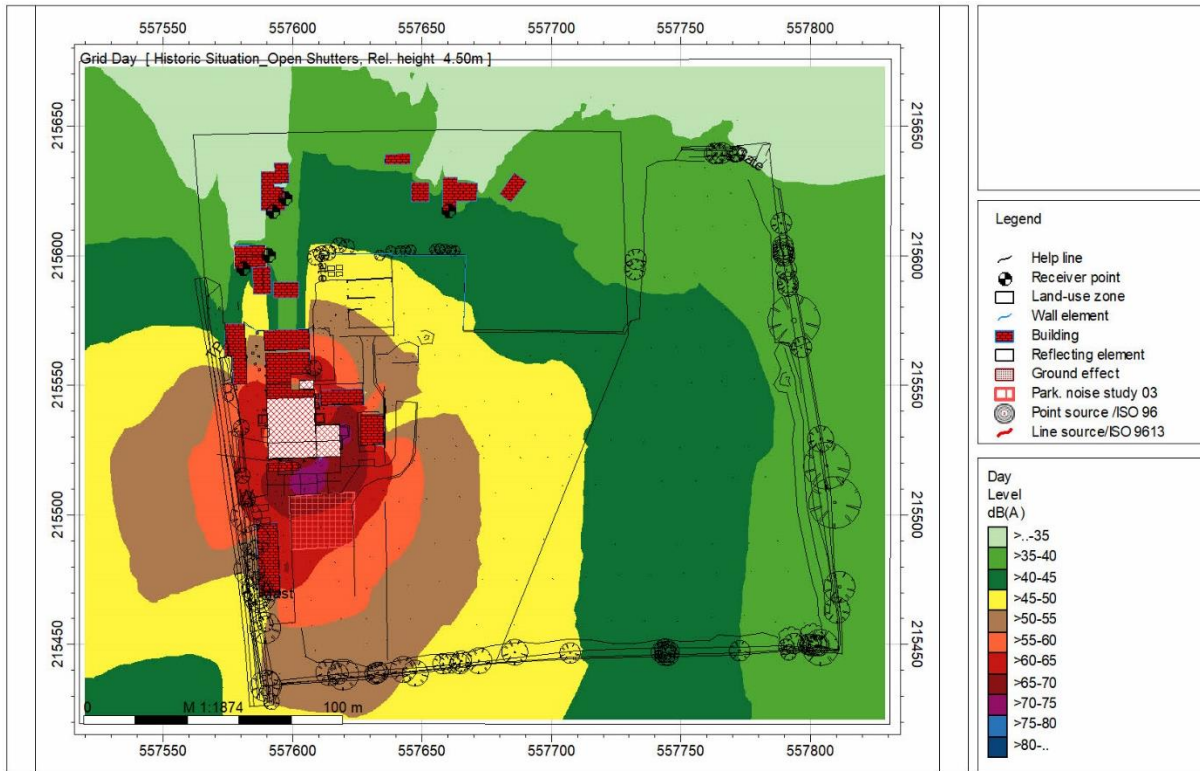 557550 557600 557650 557700 557750 557800
Grid Day [ Historic Situation_Open Shutters, Rel. height 4.50m ]
215650 215650
215600 215600
215550 215550
215500 215500
215450 215450
0 M 1:1874 100 m
557550 557600 557650 557700 557750 557800
Legend
Help line
Receiver point
Land-use zone
Wall element
Building
Reflecting element
Ground effect
Park. noise study 03
Point source /ISO 96
Line source/ISO 9613
Day
Level
dB(A)
>..-35
>35-40
>40-45
>45-50
>50-55
>55-60
>60-65
>65-70
>70-75
>75-80
>80-..